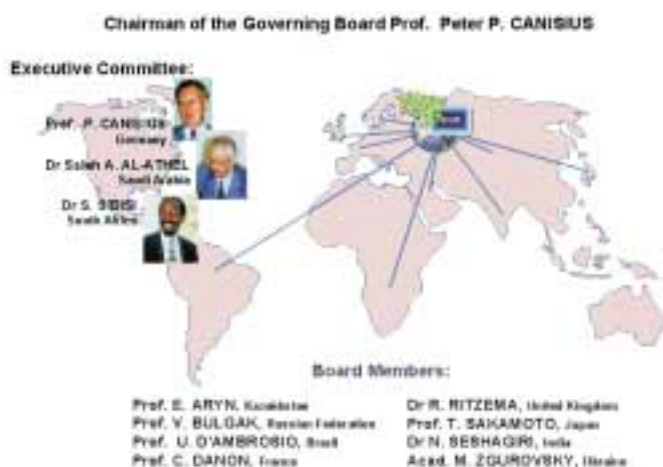 Chairman of the Governing Board Prof. Peter P. CANISIUS
Executive Committee:
Prof. P. CANISIUS
Germany
Dr Saleh A. AL-ATHEL
Saudi Arabia
Dr S. SIBISI
South Africa
Board Members:
Prof. E. ARYN, Kazakhstan
Prof. V. BULGAK, Russian Federation
Prof. U. D'AMBROSIO, Brazil
Prof. C. DANON, France
Dr R. RITZEMA, United Kingdom
Prof. T. SAKAMOTO, Japan
Dr N. SESHAGIRI, India
Acad. M. ZGUROVSKY, Ukraine